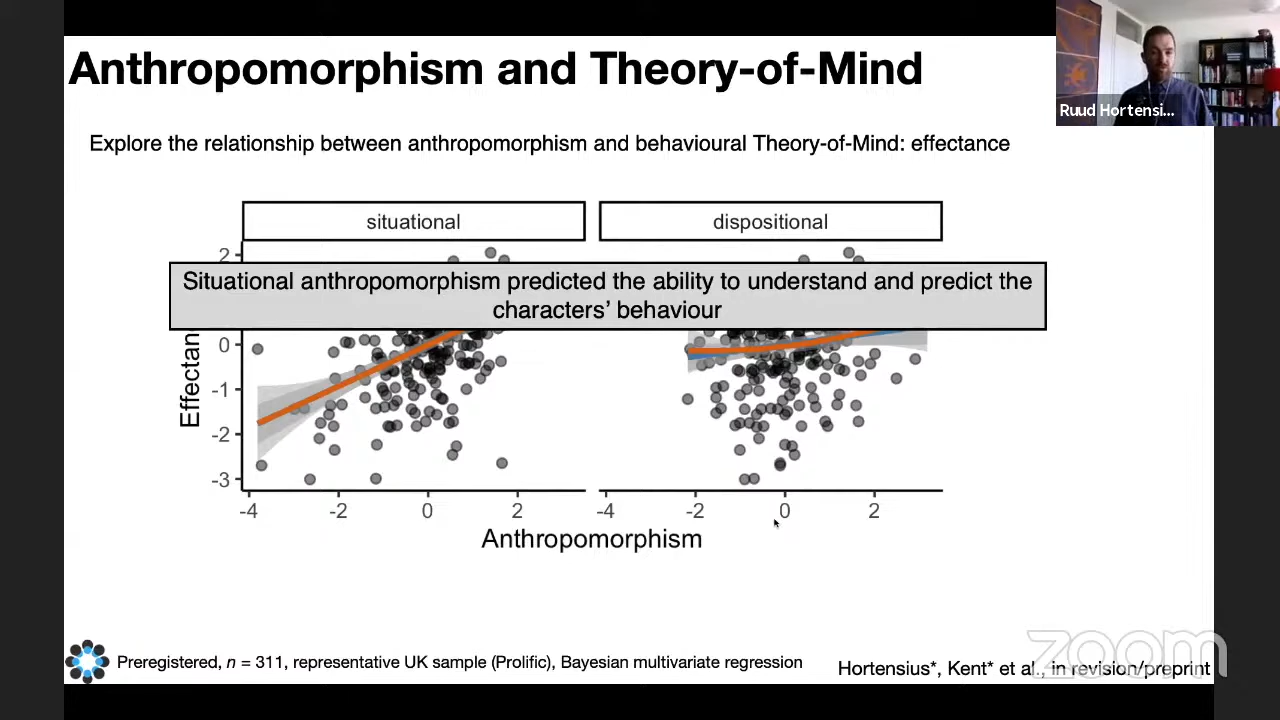 Anthropomorphism and Theory-of-Mind
Ruud Hortensi...
Explore the relationship between anthropomorphism and behavioural Theory-of-Mind: effectance
situational
dispositional
2
Situational anthropomorphism predicted the ability to understand and predict the
characters' behaviour
0
-1
-2
-3
Effectan
-4
-2
0
2
-4
-2
0
2
Anthropomorphism
zoom
Preregistered, n = 311, representative UK sample (Prolific), Bayesian multivariate regression
Hortensius*, Kent* et al., in revision/preprint